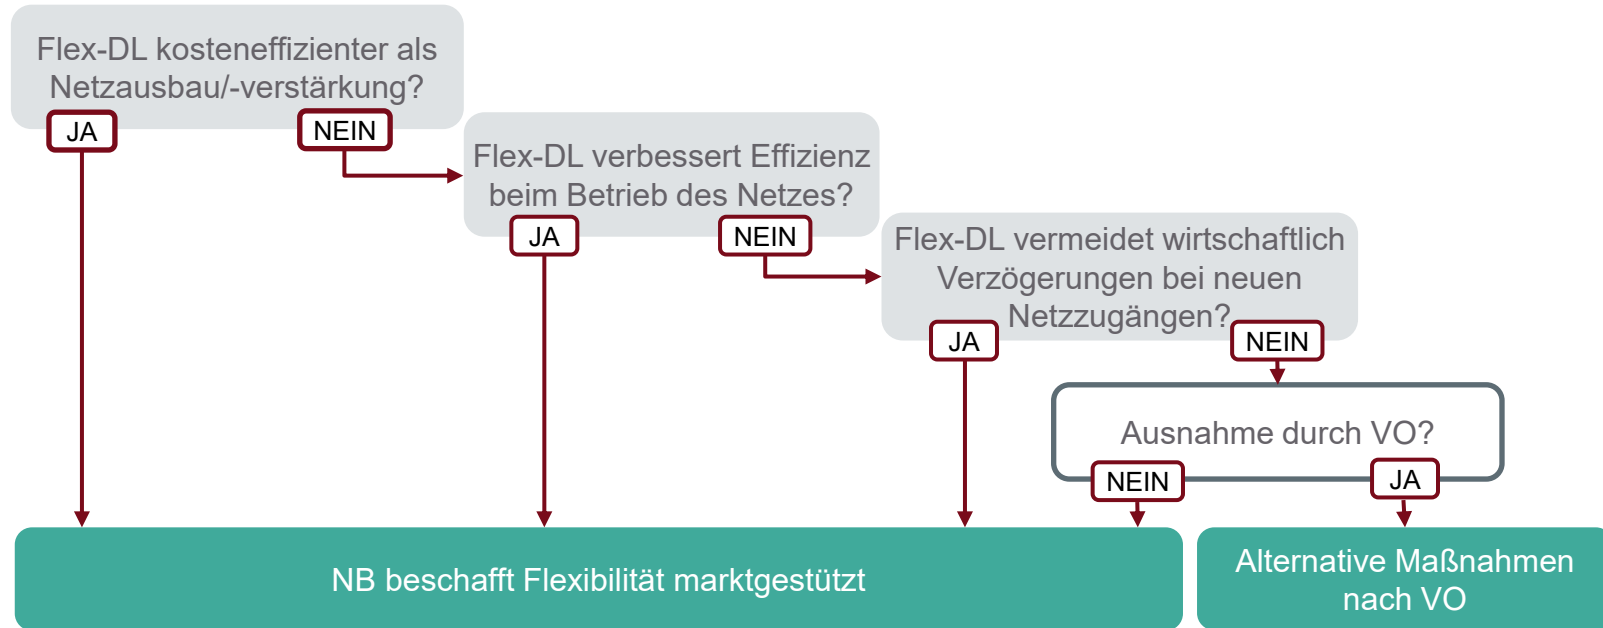 Flex-DL kosteneffizienter als
Netzausbau/-verstärkung?
JA
NEIN
Flex-DL verbessert Effizienz
beim Betrieb des Netzes?
JA
NEIN
Flex-DL vermeidet wirtschaftlich
Verzögerungen bei neuen
Netzzugängen?
JA
NEIN
Ausnahme durch VO?
NEIN
JA
NB beschafft Flexibilität marktgestützt
Alternative Maßnahmen
nach VO